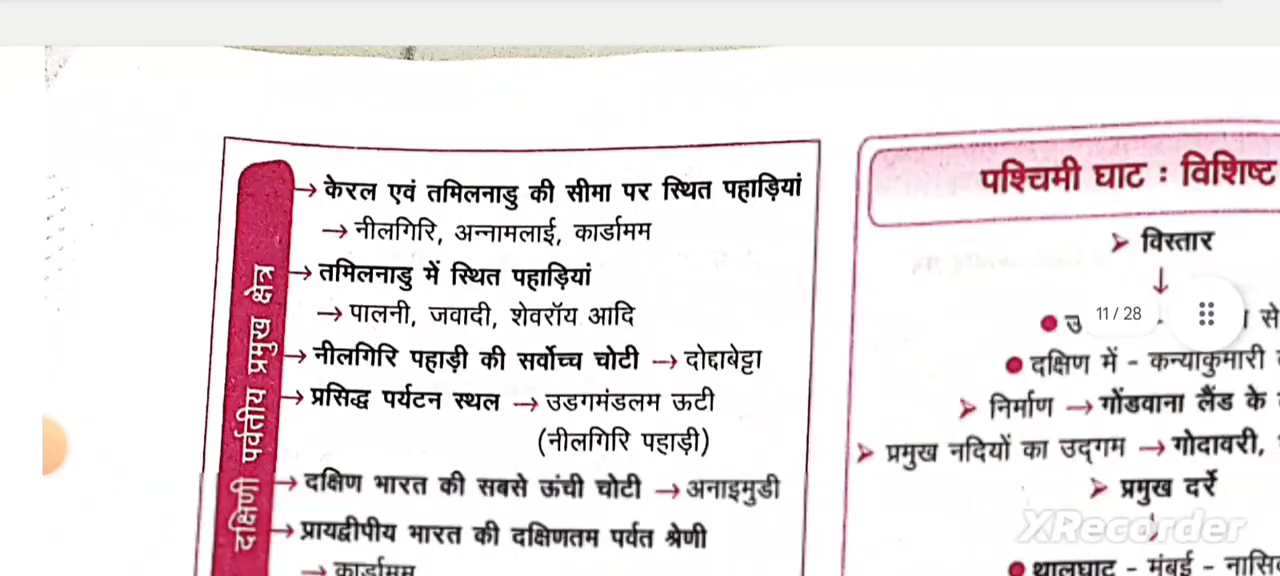 दक्षिणी पर्वतीय प्रमुख क्षेत्र
→ केरल एवं तमिलनाडु की सीमा पर स्थित पहाड़ियां
→ नीलगिरि, अन्नामलाई, कार्डामम
→ तमिलनाडु में स्थित पहाड़ियां
→ पालनी, जवादी, शेवरॉय आदि
→ नीलगिरि पहाड़ी की सर्वोच्च चोटी → दोद्दाबेट्टा
→ प्रसिद्ध पर्यटन स्थल → उडगमंडलम ऊटी
(नीलगिरि पहाड़ी)
→ दक्षिण भारत की सबसे ऊंची चोटी → अनाइमुडी
→ प्रायद्वीपीय भारत की दक्षिणतम पर्वत श्रेणी
→ कार्डामम
पश्चिमी घाट : विशिष्ट
➤ विस्तार
↓
11 / 28
से
● दक्षिण में - कन्याकुमारी
➤ निर्माण → गोंडवाना लैंड के
➤ प्रमुख नदियों का उद्‌गम → गोदावरी,
➤ प्रमुख दर्रे
XRecorder
● थालघाट - मंबई - नासि